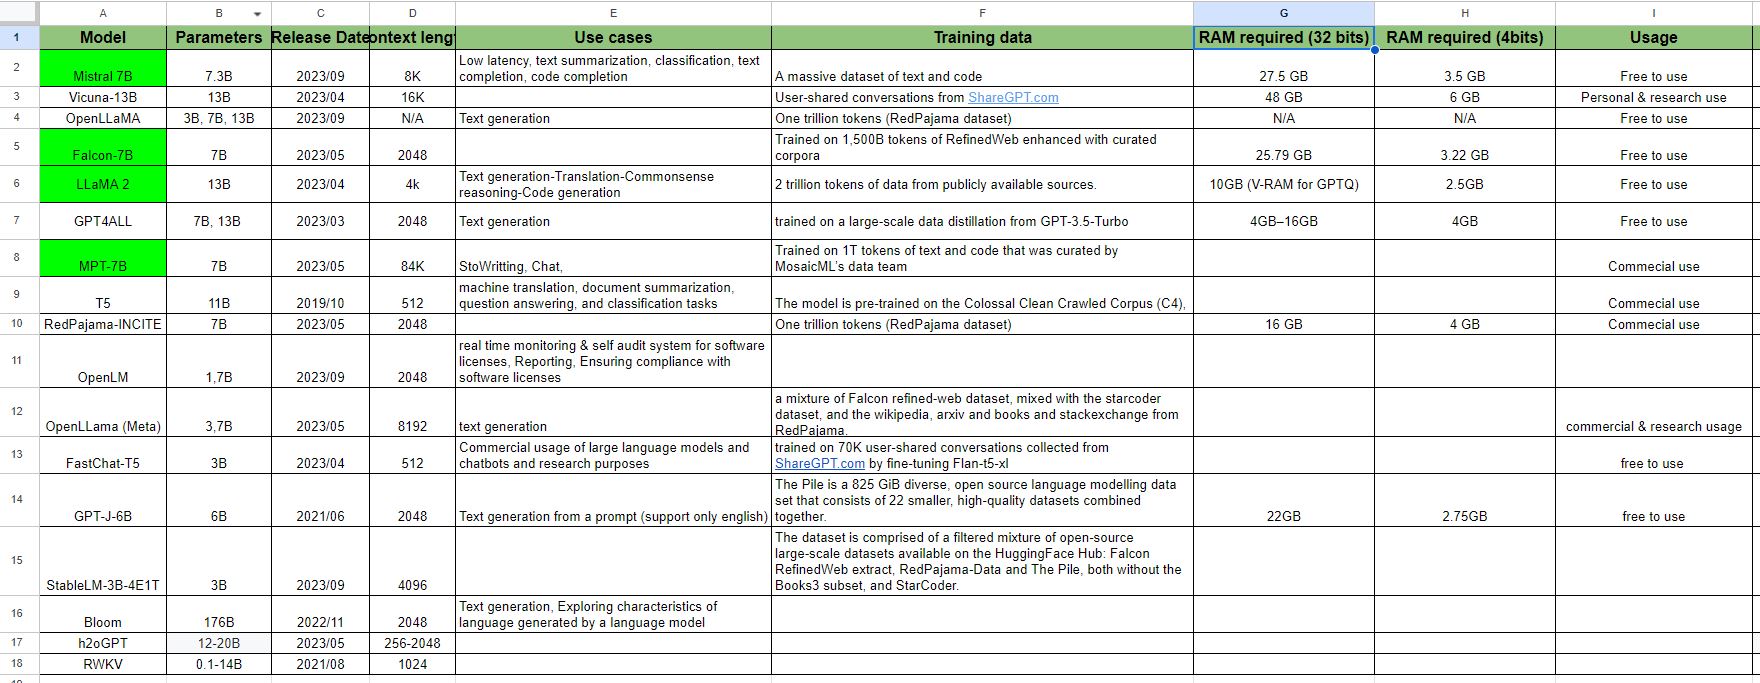 A B C D E F G H I
1 Model Parameters Release Date ontext leng RAM Use cases Training data RAM required (32 bits) RAM required (4bits) Usage
2 Mistral 7B 7.3B 2023/09 8K Low latency, text summarization, classification, text
completion, code completion A massive dataset of text and code 27.5 GB 3.5 GB Free to use
3 Vicuna-13B 13B 2023/04 16K User-shared conversations from ShareGPT.com 48 GB 6 GB Personal & research use
4 OpenLLaMA 3B, 7B, 13B 2023/09 N/A Text generation One trillion tokens (RedPajama dataset) N/A N/A Free to use
5 Falcon-7B 7B 2023/05 2048 Trained on 1,500B tokens of RefinedWeb enhanced with curated
corpora 25.79 GB 3.22 GB Free to use
6 LLaMA 2 13B 2023/04 4k Text generation-Translation-Commonsense
reasoning-Code generation 2 trillion tokens of data from publicly available sources. 10GB (V-RAM for GPTQ) 2.5GB Free to use
7 GPT4ALL 7B, 13B 2023/03 2048 Text generation trained on a large-scale data distillation from GPT-3.5-Turbo 4GB–16GB 4GB Free to use
8 MPT-7B 7B 2023/05 84K StoWritting, Chat, Trained on 1T tokens of text and code that was curated by
MosaicML's data team Commecial use
9 T5 11B 2019/10 512 machine translation, document summarization,
question answering, and classification tasks The model is pre-trained on the Colossal Clean Crawled Corpus (C4), Commecial use
10 RedPajama-INCITE 7B 2023/05 2048 One trillion tokens (RedPajama dataset) 16 GB 4 GB Commecial use
11 OpenLM 1,7B 2023/09 2048 real time monitoring & self audit system for software
licenses, Reporting, Ensuring compliance with
software licenses
12 OpenLLama (Meta) 3,7B 2023/05 8192 text generation a mixture of Falcon refined-web dataset, mixed with the starcoder
dataset, and the wikipedia, arxiv and books and stackexchange from
RedPajama. commercial & research usage
13 FastChat-T5 3B 2023/04 512 Commercial usage of large language models and
chatbots and research purposes trained on 70K user-shared conversations collected from
ShareGPT.com by fine-tuning Flan-t5-xl free to use
14 GPT-J-6B 6B 2021/06 2048 Text generation from a prompt (support only english) The Pile is a 825 GiB diverse, open source language modelling data
set that consists of 22 smaller, high-quality datasets combined
together. 22GB 2.75GB free to use
15 StableLM-3B-4E1T 3B 2023/09 4096 The dataset is comprised of a filtered mixture of open-source
large-scale datasets available on the HuggingFace Hub: Falcon
RefinedWeb extract, RedPajama-Data and The Pile, both without the
Books3 subset, and StarCoder.
16 Bloom 176B 2022/11 2048 Text generation, Exploring characteristics of
language generated by a language model
17 h2oGPT 12-20B 2023/05 256-2048
18 RWKV 0.1-14B 2021/08 1024